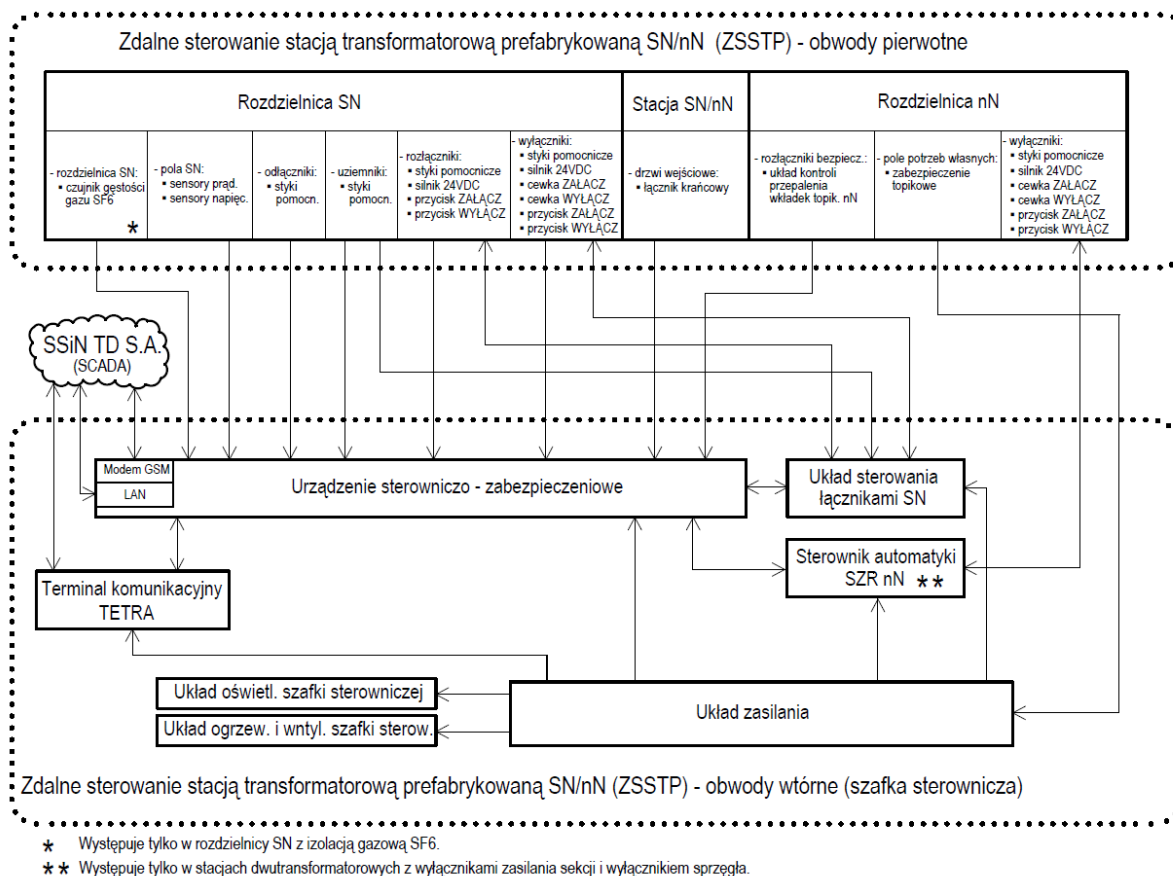 Zdalne sterowanie stacją transformatorową prefabrykowaną SN/nN (ZSSTP) - obwody pierwotne
Rozdzielnica SN
Stacja SN/nN
Rozdzielnica nN
- rozdzielnica SN:
▪ czujnik gęstości
gazu SF6
*
- pola SN:
▪ sensory prąd.
▪ sensory napięc.
- odłączniki:
▪ styki
pomocn.
- uziemniki:
▪ styki
pomocn.
- rozłączniki:
▪ styki pomocnicze
▪ silnik 24VDC
▪ przycisk ZAŁĄCZ
▪ przycisk WYŁĄCZ
- wyłączniki:
▪ styki pomocnicze
▪ silnik 24VDC
▪ cewka ZAŁĄCZ
▪ cewka WYŁĄCZ
▪ przycisk ZAŁĄCZ
▪ przycisk WYŁĄCZ
- drzwi wejściowe:
▪ łącznik krańcowy
- rozłączniki bezpiecz.:
▪ układ kontroli
przepalenia
wkładek topik. nN
- pole potrzeb własnych:
▪ zabezpieczenie
topikowe
- wyłączniki:
▪ styki pomocnicze
▪ silnik 24VDC
▪ cewka ZAŁĄCZ
▪ cewka WYŁĄCZ
▪ przycisk ZAŁĄCZ
▪ przycisk WYŁĄCZ
SSiN TD S.A.
(SCADA)
Modem GSM
LAN
Urządzenie sterowniczo - zabezpieczeniowe
Układ sterowania
łącznikami SN
Sterownik automatyki
SZR nN **
Terminal komunikacyjny
TETRA
Układ oświetl. szafki sterowniczej
Układ ogrzew. i wntyl. szafki sterow.
Układ zasilania
Zdalne sterowanie stacją transformatorową prefabrykowaną SN/nN (ZSSTP) - obwody wtórne (szafka sterownicza)
* Występuje tylko w rozdzielnicy SN z izolacją gazową SF6.
** Występuje tylko w stacjach dwutransformatorowych z wyłącznikami zasilania sekcji i wyłącznikiem sprzęgła.